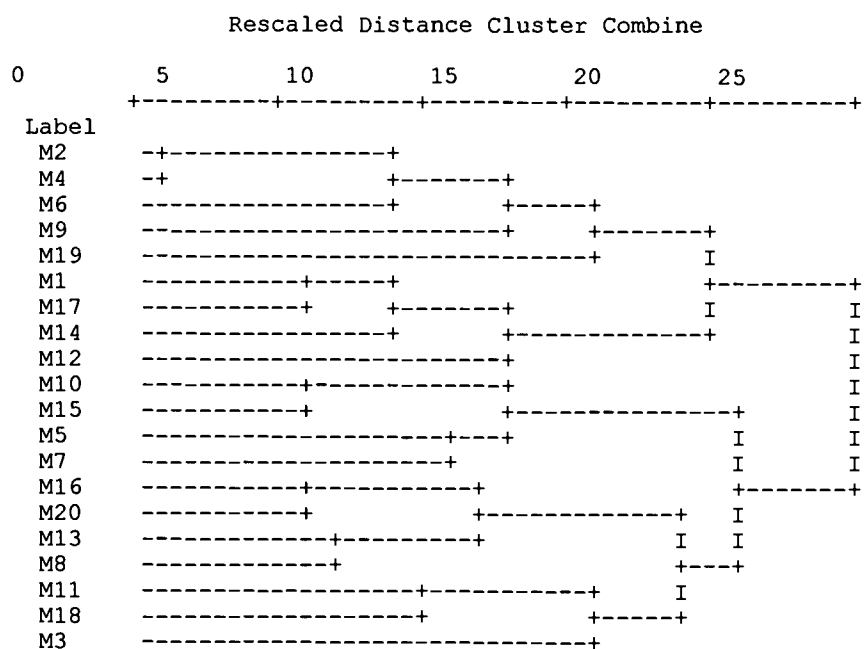 Rescaled Distance Cluster Combine
0 5 10 15 20 25
+---------+---------+---------+---------+---------+
Label
M2 -+---------------+
M4 -+ +-------+
M6 -----------------+ +-----+
M9 -------------------------+ +-------+
M19 -------------------------------+ I
M1 -----------+-----+ +---------+
M17 -----------+ +-------+ I I
M14 -----------------+ +-------------+ I
M12 -------------------------+ I
M10 -----------+-------------+ I
M15 -----------+ +---------------+ I
M5 ---------------------+---+ I I
M7 ---------------------+ I I
M16 -----------+-----------+ +-------+
M20 -----------+ +-------------+ I
M13 -------------+---------+ I I
M8 -------------+ +---+
M11 -------------------+-----------+ I
M18 -------------------+ +-----+
M3 -------------------------------+